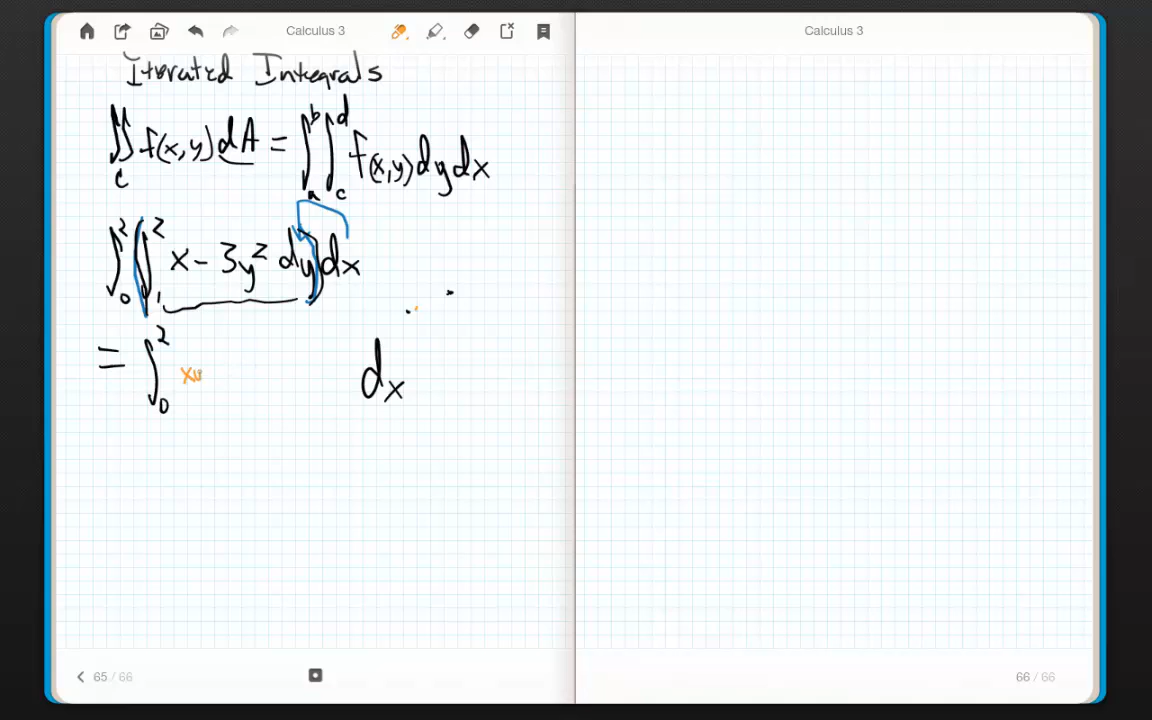 Calculus 3
Calculus 3
Iterated Integrals
∬_C f(x,y) dA = ∫_a^b ∫_c^d f(x,y) dy dx
∫_0^2 (∫_1^2 x - 3y^2 dy) dx
= ∫_0^2 x dx
65 / 66
66 / 66